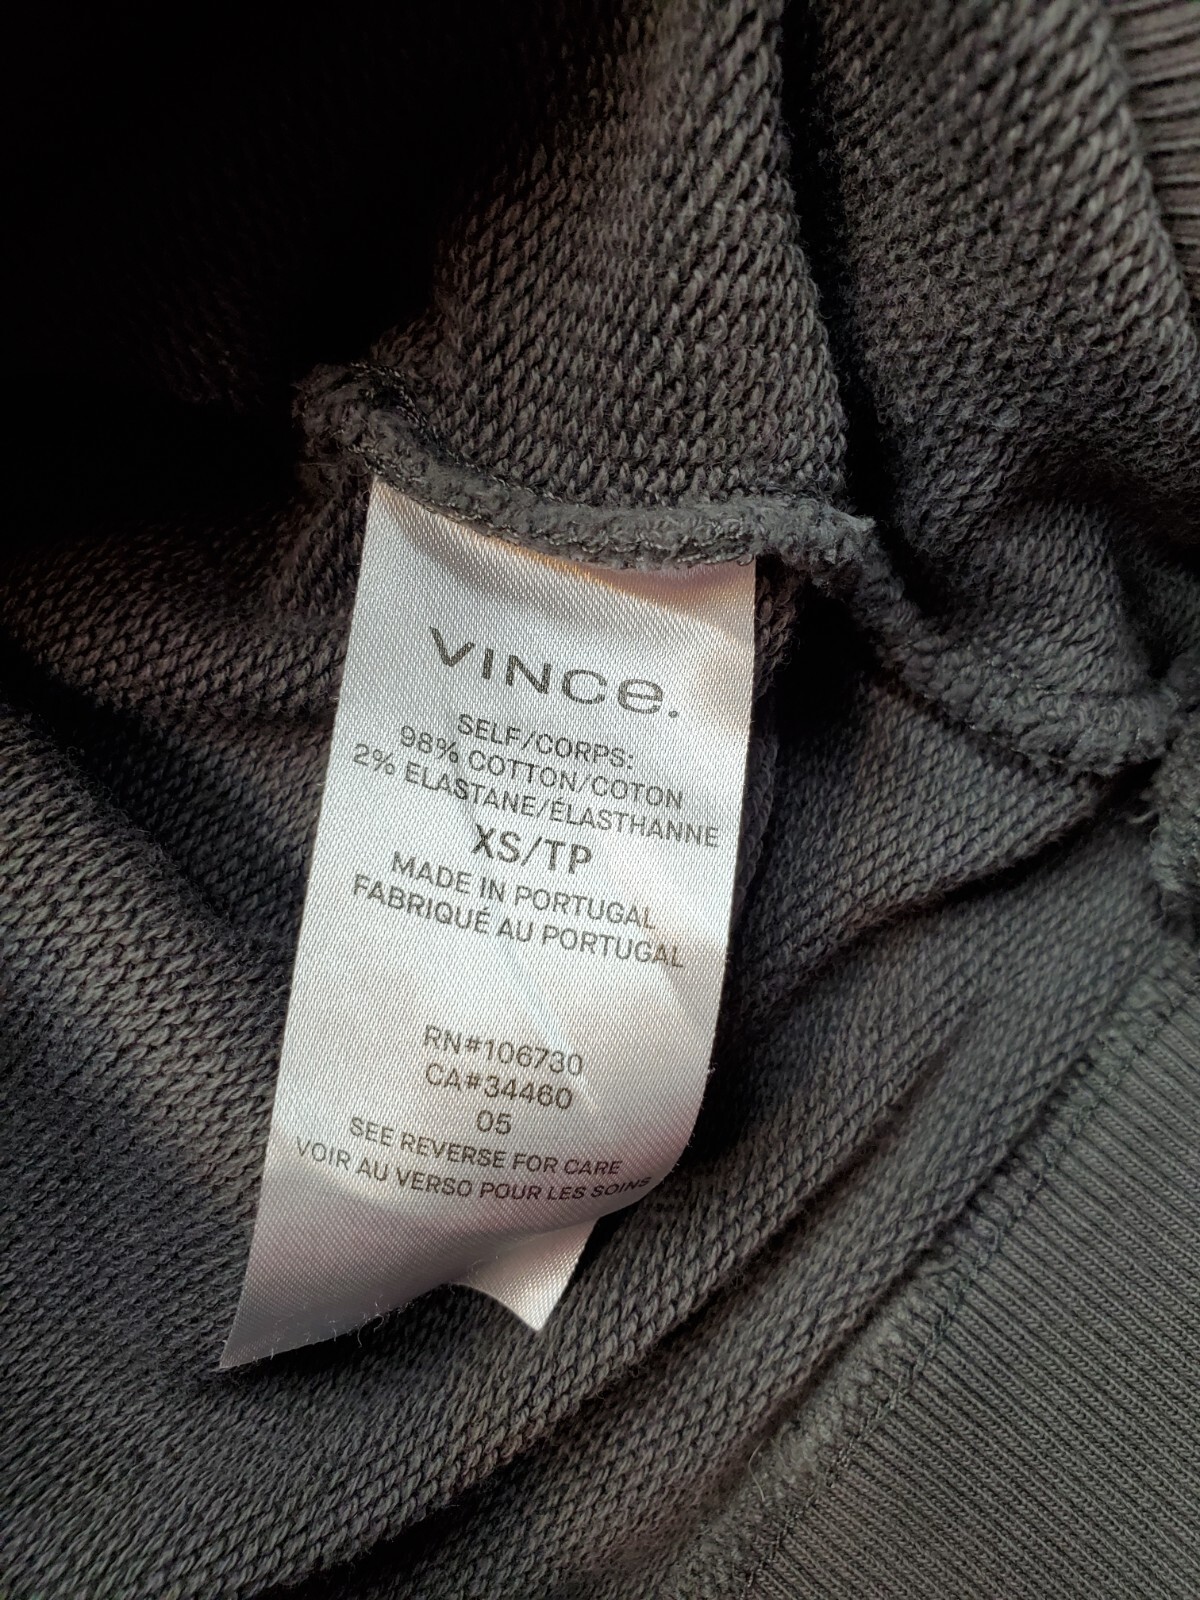 VINCE.
SELF/CORPS:
98% COTTON/COTON
2% ELASTANE/ÉLASTHANNE
XS/TP
MADE IN PORTUGAL
FABRIQUÉ AU PORTUGAL
RN#106730
CA#34460
05
SEE REVERSE FOR CARE
VOIR AU VERSO POUR LES SOINS